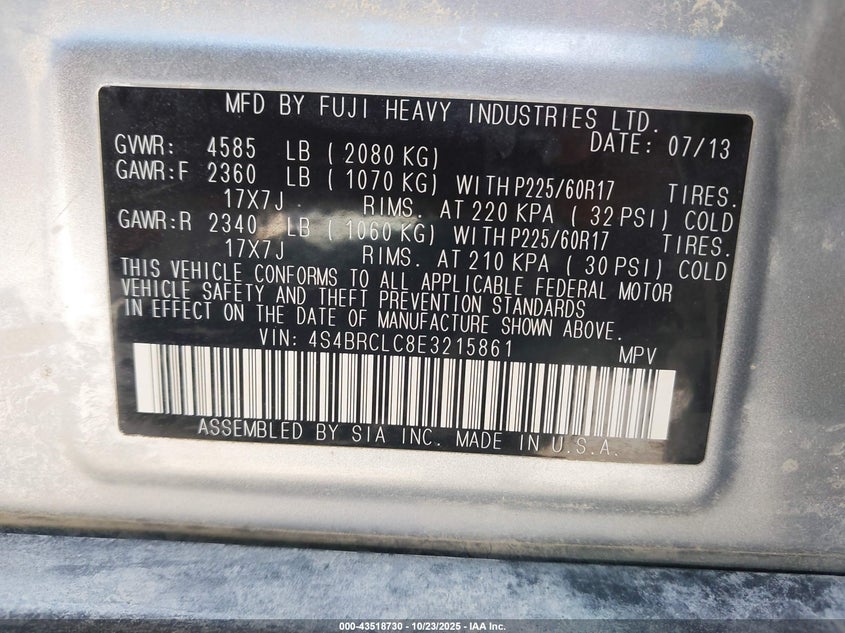 MFD BY FUJI HEAVY INDUSTRIES LTD.
DATE: 07/13
GVWR: 4585 LB ( 2080 KG)
GAWR:F 2360 LB ( 1070 KG) WITH P225/60R17 TIRES.
17X7J RIMS. AT 220 KPA ( 32 PSI) COLD
GAWR:R 2340 LB ( 1060 KG) WITH P225/60R17 TIRES.
17X7J RIMS. AT 210 KPA ( 30 PSI) COLD
THIS VEHICLE CONFORMS TO ALL APPLICABLE FEDERAL MOTOR
VEHICLE SAFETY AND THEFT PREVENTION STANDARDS
IN EFFECT ON THE DATE OF MANUFACTURE SHOWN ABOVE.
VIN: 4S4BRCLC8E3215861 MPV
ASSEMBLED BY SIA INC. MADE IN U.S.A.
000-43518730 - 10/23/2025 - IAA Inc.